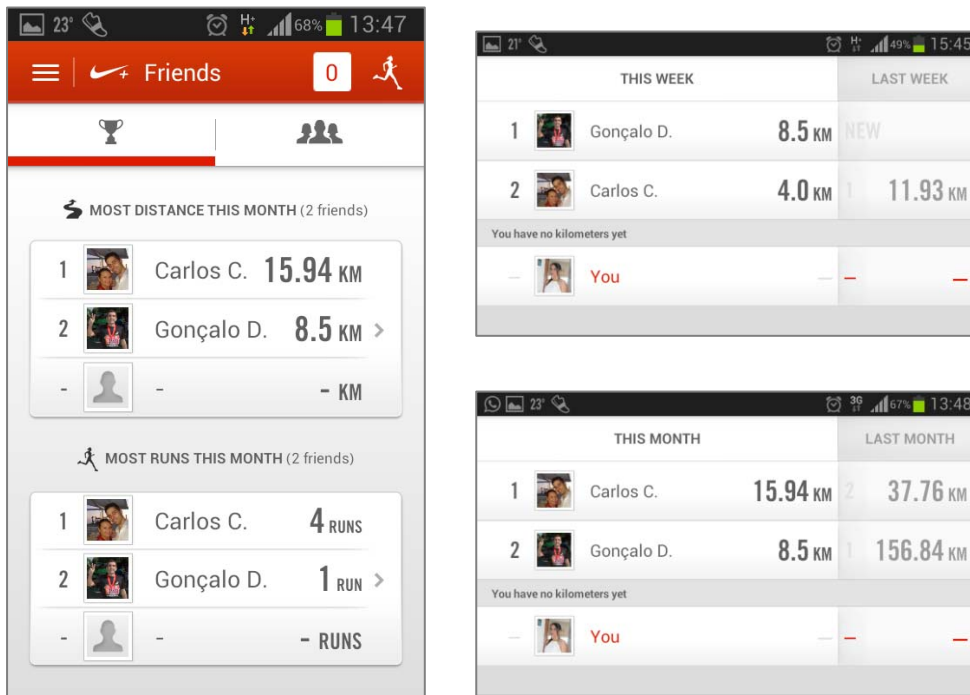 23° H+ 68% 13:47
Friends 0
MOST DISTANCE THIS MONTH (2 friends)
1 Carlos C. 15.94 KM
2 Gonçalo D. 8.5 KM >
- - - KM
MOST RUNS THIS MONTH (2 friends)
1 Carlos C. 4 RUNS
2 Gonçalo D. 1 RUN >
- - - RUNS
21° H+ 49% 15:45
THIS WEEK LAST WEEK
1 Gonçalo D. 8.5 KM NEW
2 Carlos C. 4.0 KM 1 11.93 KM
You have no kilometers yet
– You – – –
23° 3G 67% 13:48
THIS MONTH LAST MONTH
1 Carlos C. 15.94 KM 2 37.76 KM
2 Gonçalo D. 8.5 KM 1 156.84 KM
You have no kilometers yet
– You – – –